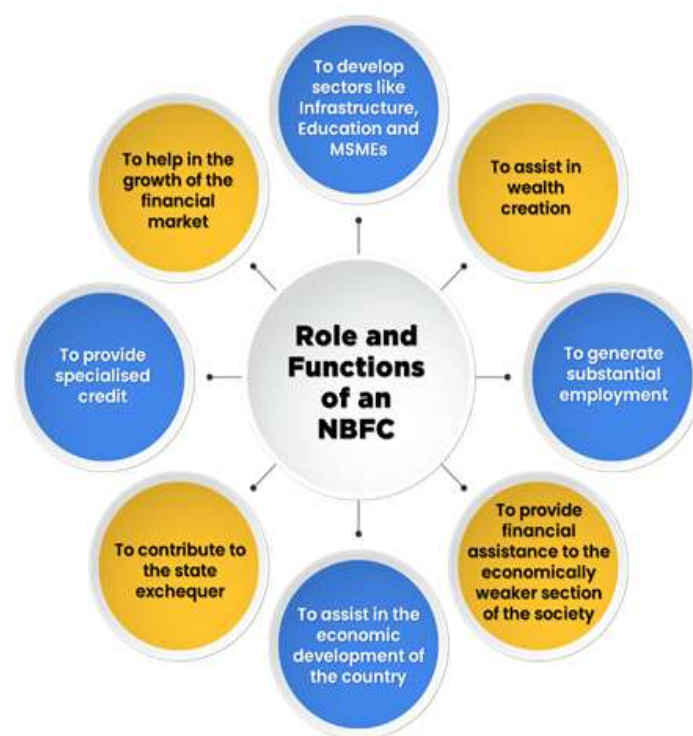 To develop
sectors like
Infrastructure,
Education and
MSMEs
To help in the
growth of the
financial
market
To assist in
wealth
creation
Role and
Functions
of an
NBFC
To provide
specialised
credit
To generate
substantial
employment
To contribute to
the state
exchequer
To provide
financial
assistance to the
economically
weaker section
of the society
To assist in the
economic
development of
the country